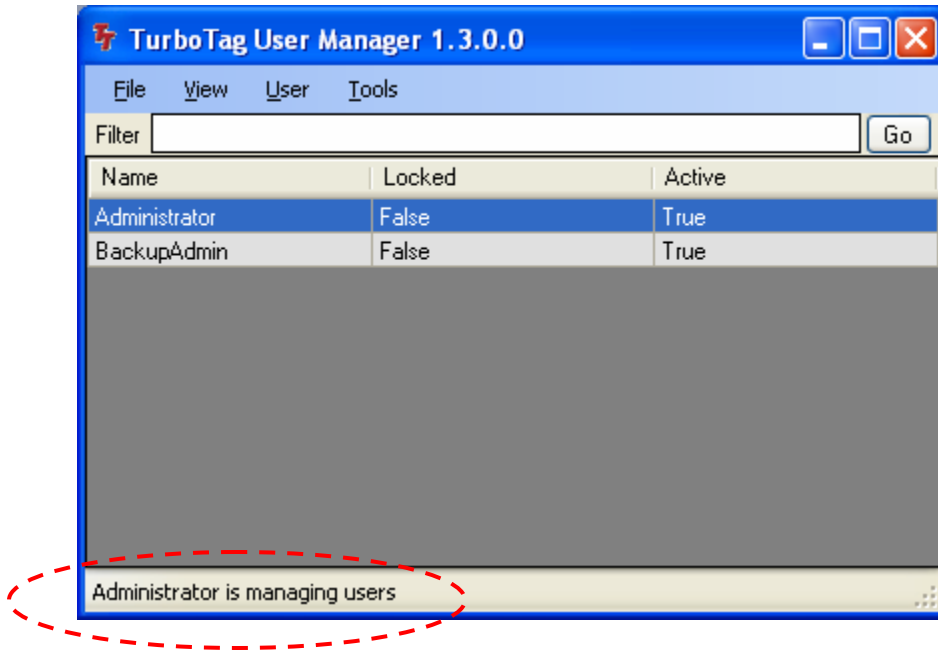 TurboTag User Manager 1.3.0.0
File View User Tools
Filter Go
Name Locked Active
Administrator False True
BackupAdmin False True
Administrator is managing users